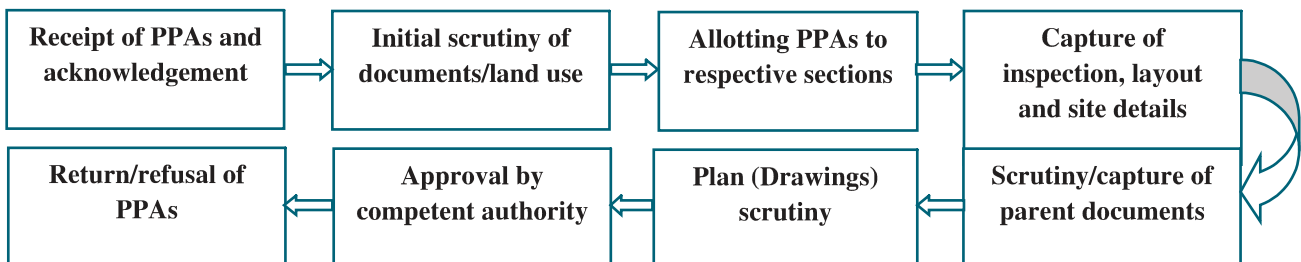 Receipt of PPAs and
acknowledgement
Initial scrutiny of
documents/land use
Allotting PPAs to
respective sections
Capture of
inspection, layout
and site details
Scrutiny/capture of
parent documents
Plan (Drawings)
scrutiny
Approval by
competent authority
Return/refusal of
PPAs